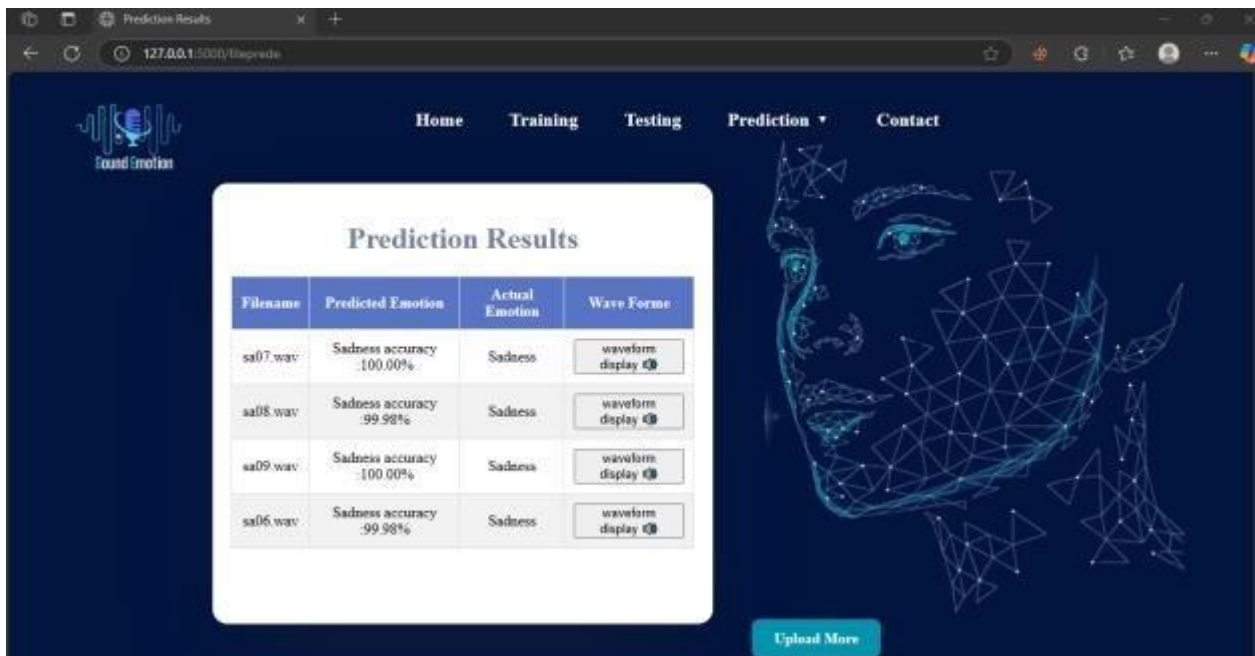 Prediction Results
127.0.0.1:5000/fileprede
Sound Emotion
Home Training Testing Prediction Contact
Prediction Results
Filename Predicted Emotion Actual Emotion Wave Forme
sa07.wav Sadness accuracy :100.00% Sadness waveform display
sa08.wav Sadness accuracy :99.98% Sadness waveform display
sa09.wav Sadness accuracy :100.00% Sadness waveform display
sa06.wav Sadness accuracy :99.98% Sadness waveform display
Upload More